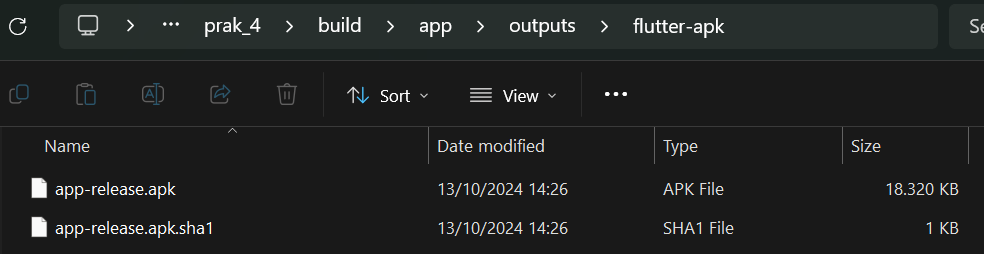 ··· prak_4 > build > app > outputs > flutter-apk Se
Sort View ···
Name Date modified Type Size
app-release.apk 13/10/2024 14:26 APK File 18.320 KB
app-release.apk.sha1 13/10/2024 14:26 SHA1 File 1 KB